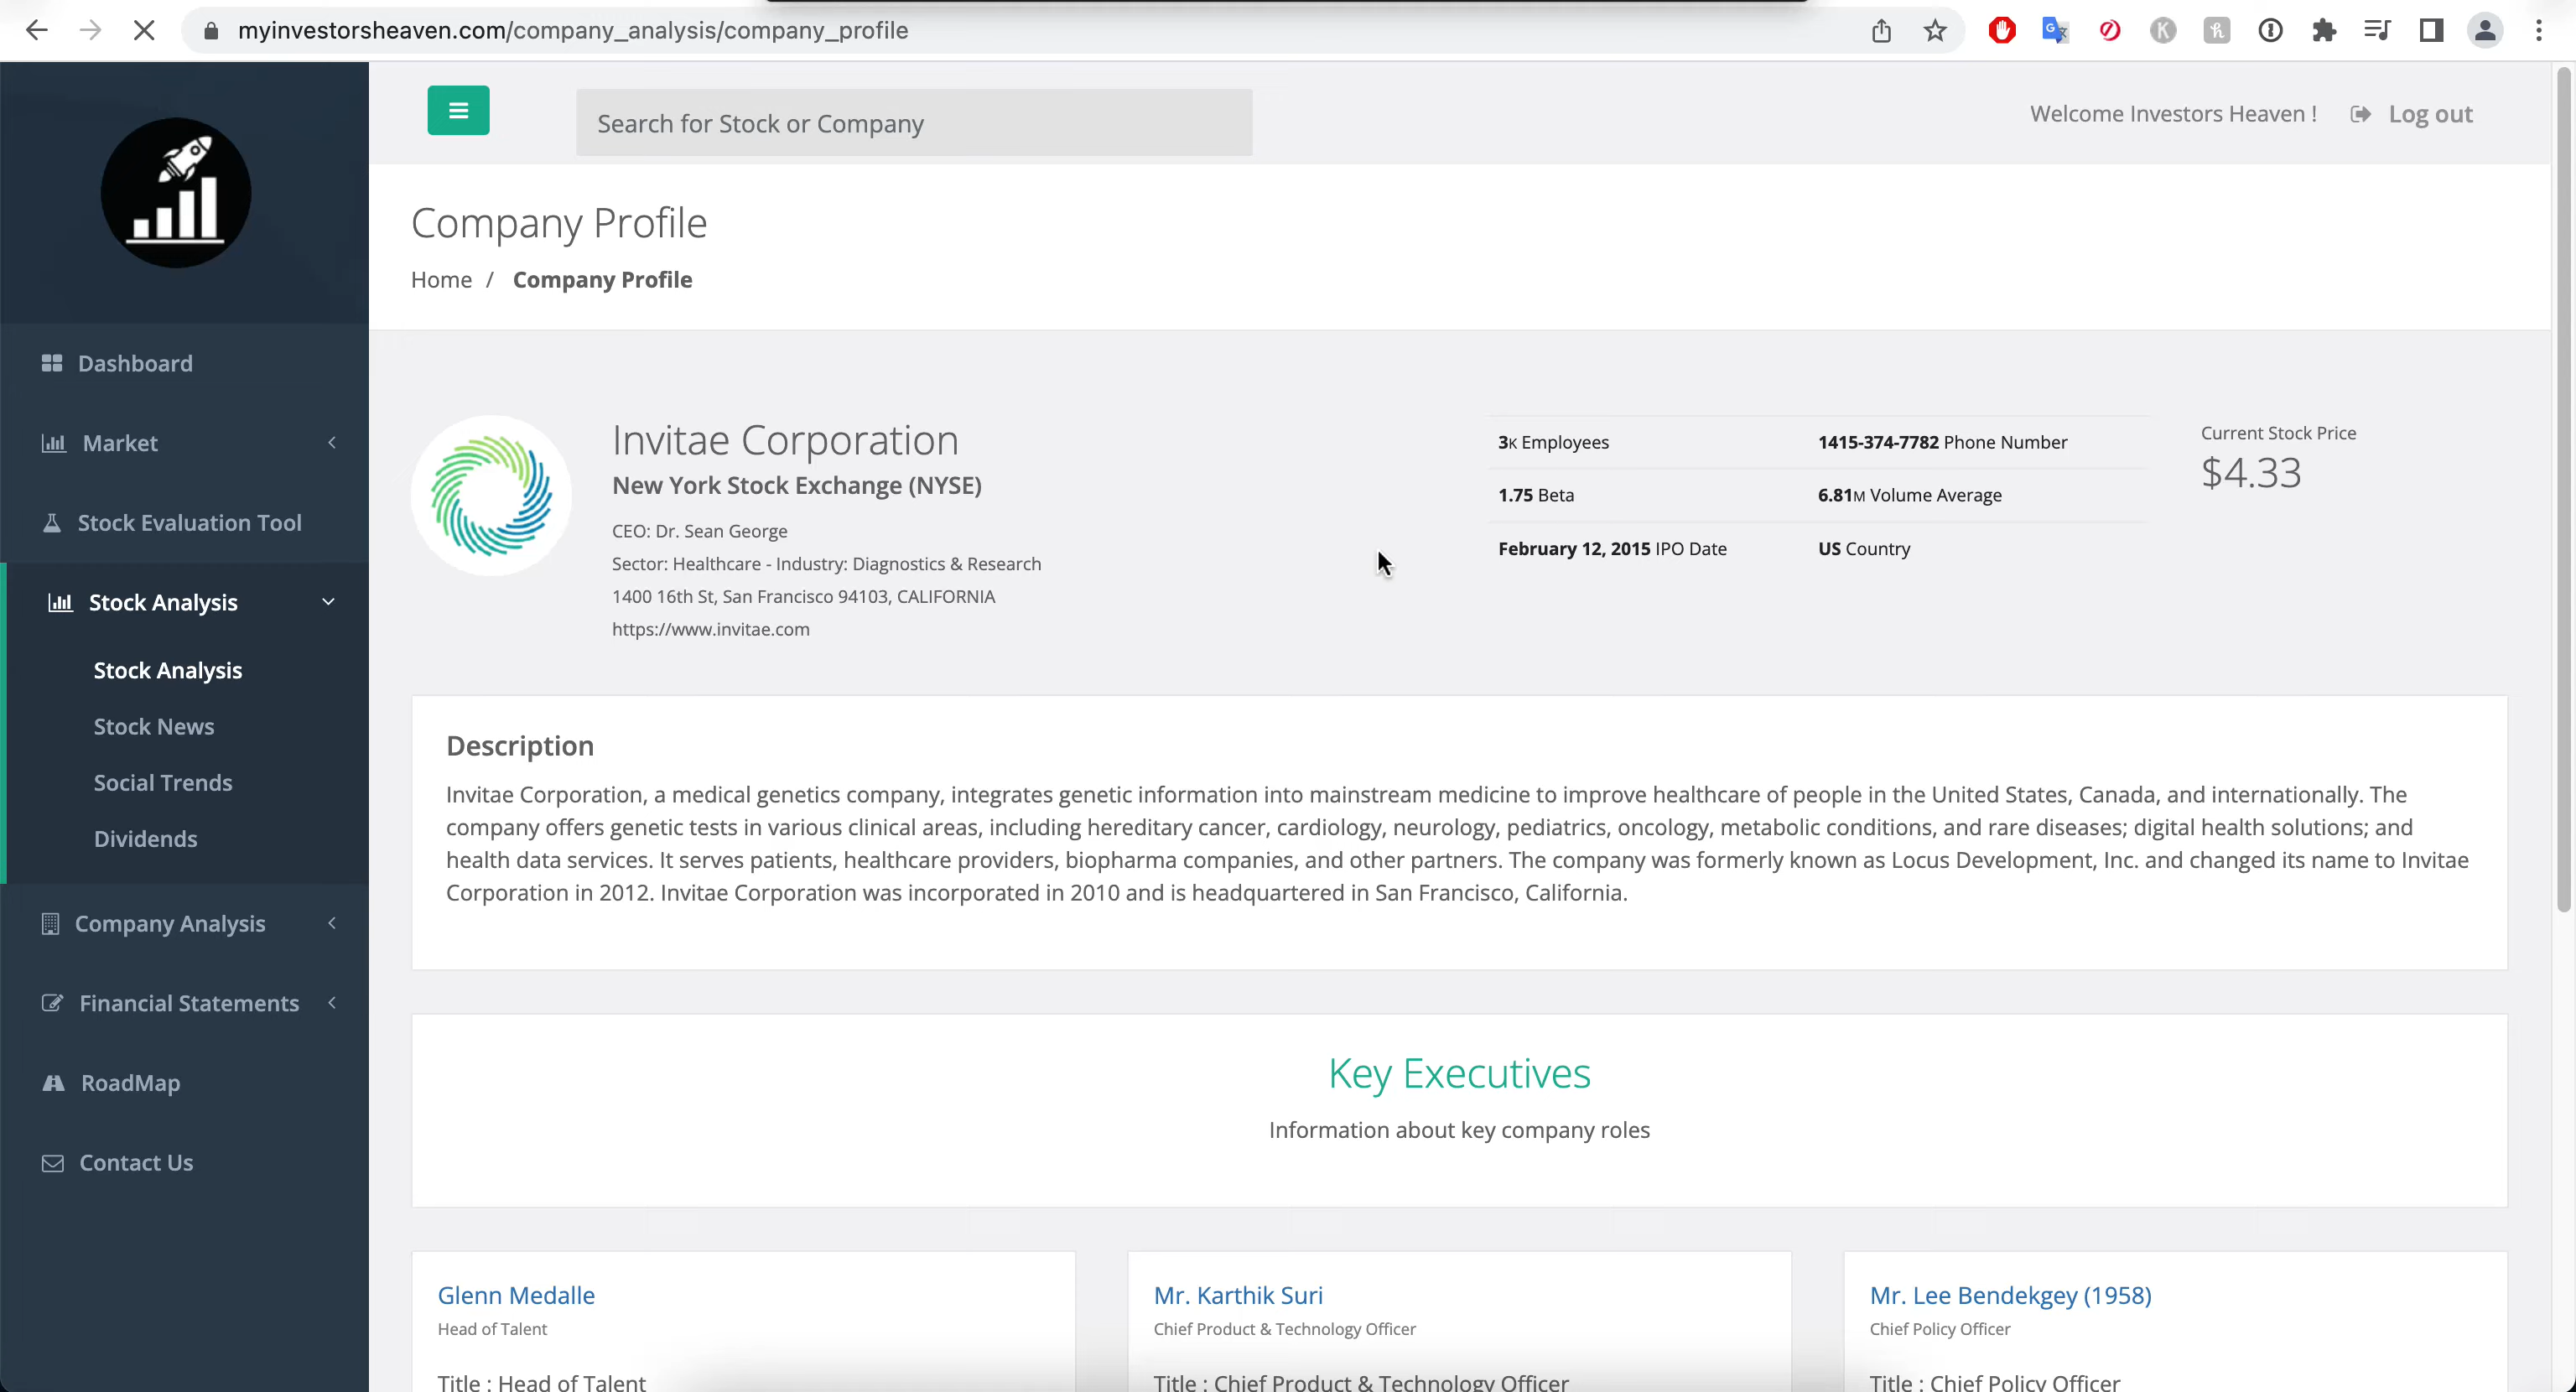 myinvestorsheaven.com/company_analysis/company_profile
Search for Stock or Company
Welcome Investors Heaven !
Log out
Company Profile
Home / Company Profile
Dashboard
Market
Stock Evaluation Tool
Stock Analysis
Stock Analysis
Stock News
Social Trends
Dividends
Company Analysis
Financial Statements
RoadMap
Contact Us
Invitae Corporation
New York Stock Exchange (NYSE)
CEO: Dr. Sean George
Sector: Healthcare - Industry: Diagnostics & Research
1400 16th St, San Francisco 94103, CALIFORNIA
https://www.invitae.com
3K Employees
1415-374-7782 Phone Number
1.75 Beta
6.81M Volume Average
February 12, 2015 IPO Date
US Country
Current Stock Price
$4.33
Description
Invitae Corporation, a medical genetics company, integrates genetic information into mainstream medicine to improve healthcare of people in the United States, Canada, and internationally. The
company offers genetic tests in various clinical areas, including hereditary cancer, cardiology, neurology, pediatrics, oncology, metabolic conditions, and rare diseases; digital health solutions; and
health data services. It serves patients, healthcare providers, biopharma companies, and other partners. The company was formerly known as Locus Development, Inc. and changed its name to Invitae
Corporation in 2012. Invitae Corporation was incorporated in 2010 and is headquartered in San Francisco, California.
Key Executives
Information about key company roles
Glenn Medalle
Head of Talent
Title : Head of Talent
Mr. Karthik Suri
Chief Product & Technology Officer
Title : Chief Product & Technology Officer
Mr. Lee Bendekgey (1958)
Chief Policy Officer
Title : Chief Policy Officer